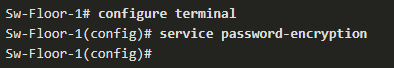 Sw-Floor-1# configure terminal
Sw-Floor-1(config)# service password-encryption
Sw-Floor-1(config)#